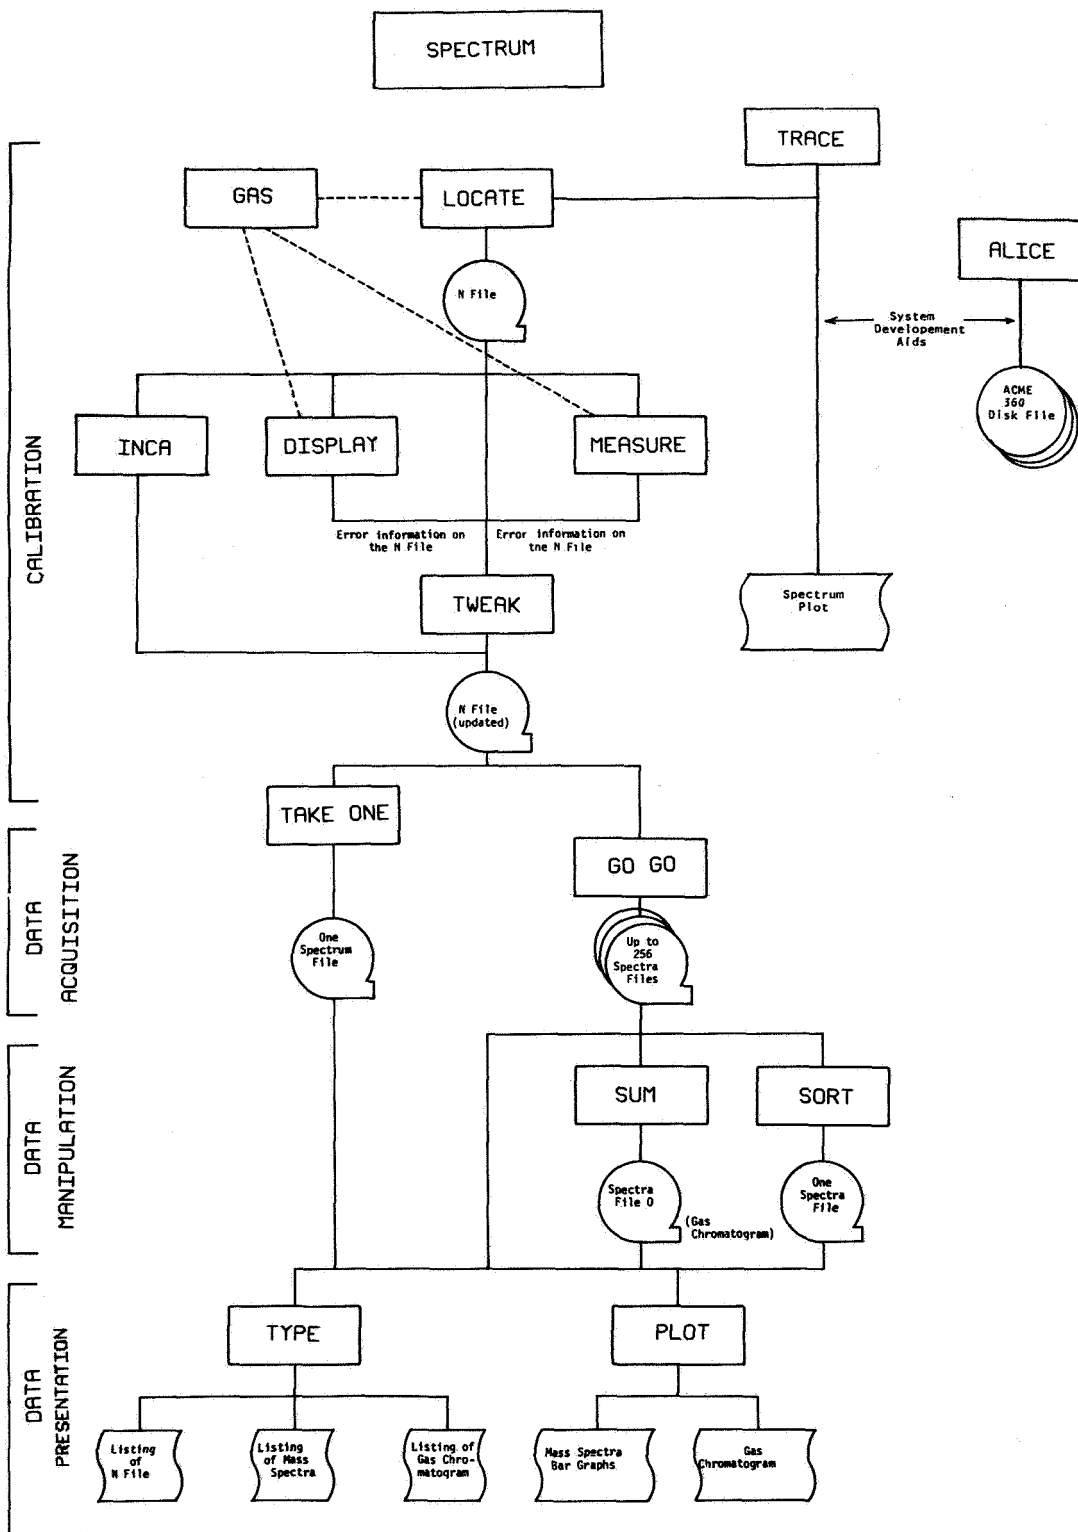 SPECTRUM
TRACE
GAS
LOCATE
ALICE
N File
System
Developement
Aids
ACME
360
Disk File
INCA
DISPLAY
MEASURE
CALIBRATION
Error information on
the N File
Error information on
tne N File
TWEAK
Spectrum
Plot
N File
(updated)
TAKE ONE
GO GO
DATA
ACQUISITION
One
Spectrum
File
Up to
256
Spectra
Files
DATA
MANIPULATION
SUM
SORT
Spectra
File 0
(Gas
Chromatogram)
One
Spectra
File
DATA
PRESENTATION
TYPE
PLOT
Listing
of
N File
Listing
of Mass
Spectra
Listing of
Gas Chro-
matogram
Mass Spectra
Bar Graphs
Gas
Chromatogram